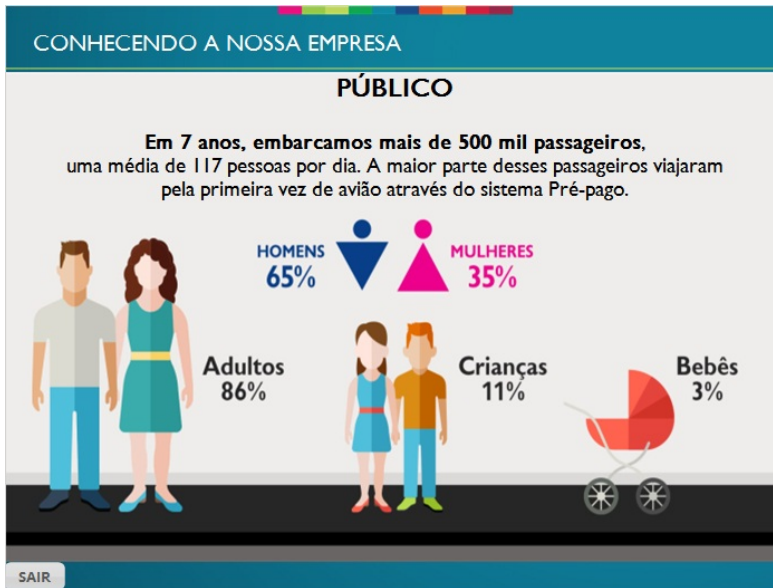 CONHECENDO A NOSSA EMPRESA
PÚBLICO
Em 7 anos, embarcamos mais de 500 mil passageiros,
uma média de 117 pessoas por dia. A maior parte desses passageiros viajaram
pela primeira vez de avião através do sistema Pré-pago.
HOMENS
65%
MULHERES
35%
Adultos
86%
Crianças
11%
Bebês
3%
SAIR